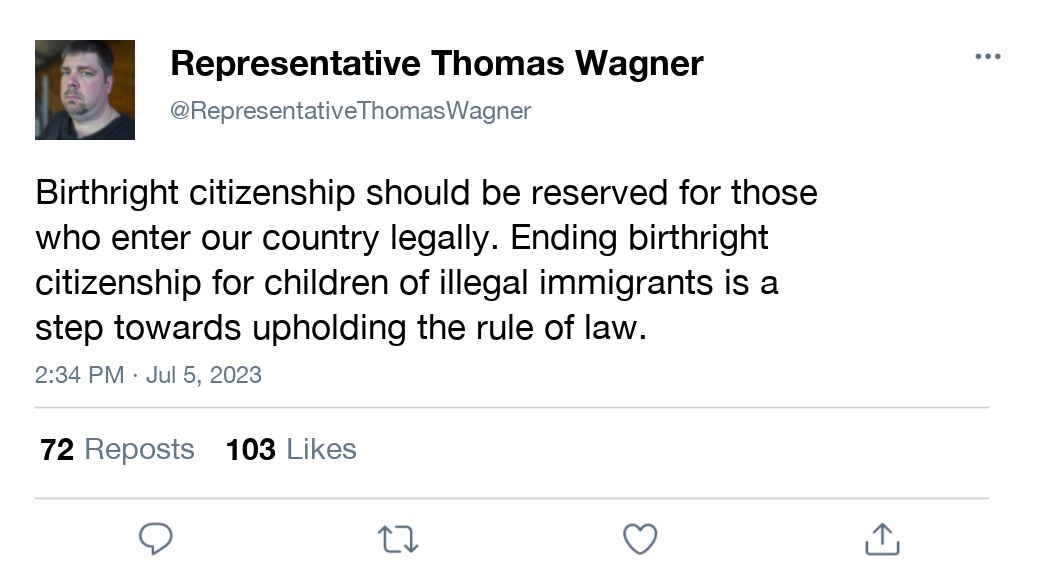 Representative Thomas Wagner
@RepresentativeThomasWagner
Birthright citizenship should be reserved for those
who enter our country legally. Ending birthright
citizenship for children of illegal immigrants is a
step towards upholding the rule of law.
2:34 PM · Jul 5, 2023
72 Reposts 103 Likes